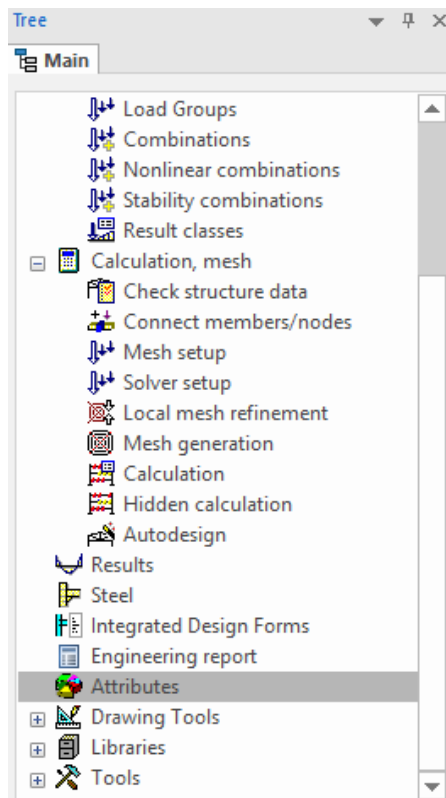 Tree
Main
Load Groups
Combinations
Nonlinear combinations
Stability combinations
Result classes
Calculation, mesh
Check structure data
Connect members/nodes
Mesh setup
Solver setup
Local mesh refinement
Mesh generation
Calculation
Hidden calculation
Autodesign
Results
Steel
Integrated Design Forms
Engineering report
Attributes
Drawing Tools
Libraries
Tools